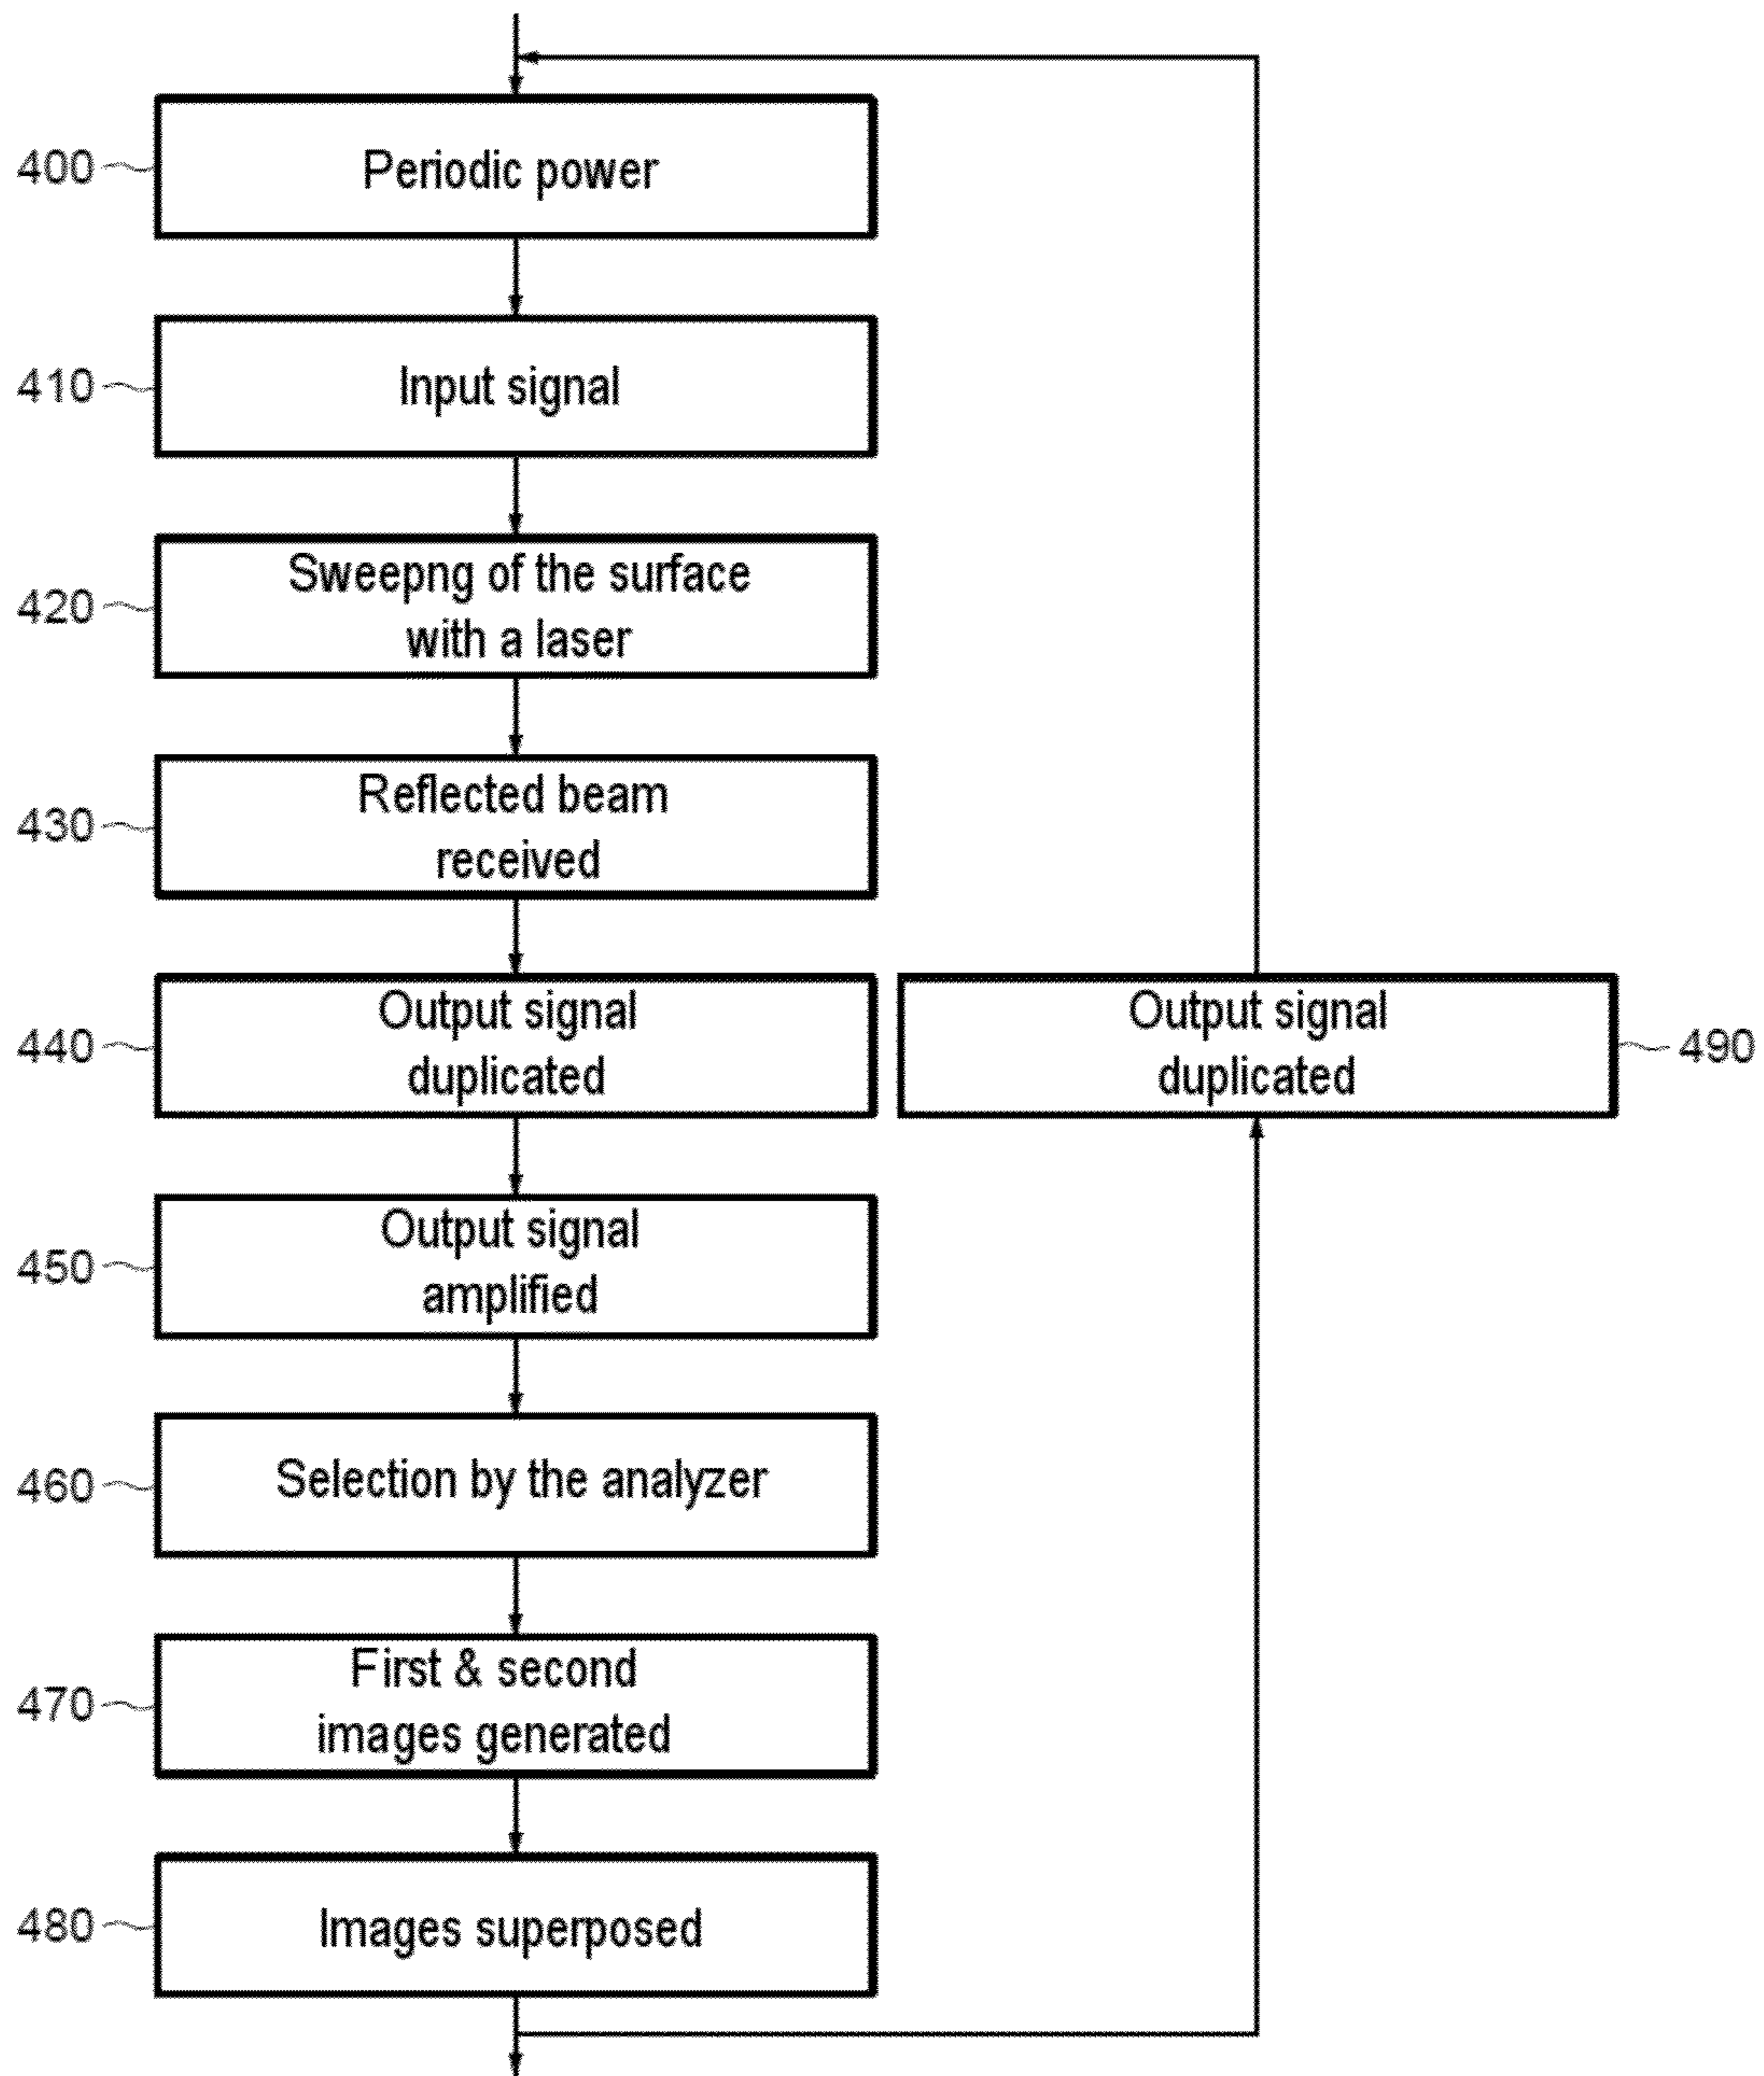 400
Periodic power
410
Input signal
420
Sweepng of the surface
with a laser
430
Reflected beam
received
440
Output signal
duplicated
Output signal
duplicated
490
450
Output signal
amplified
460
Selection by the analyzer
470
First & second
images generated
480
Images superposed